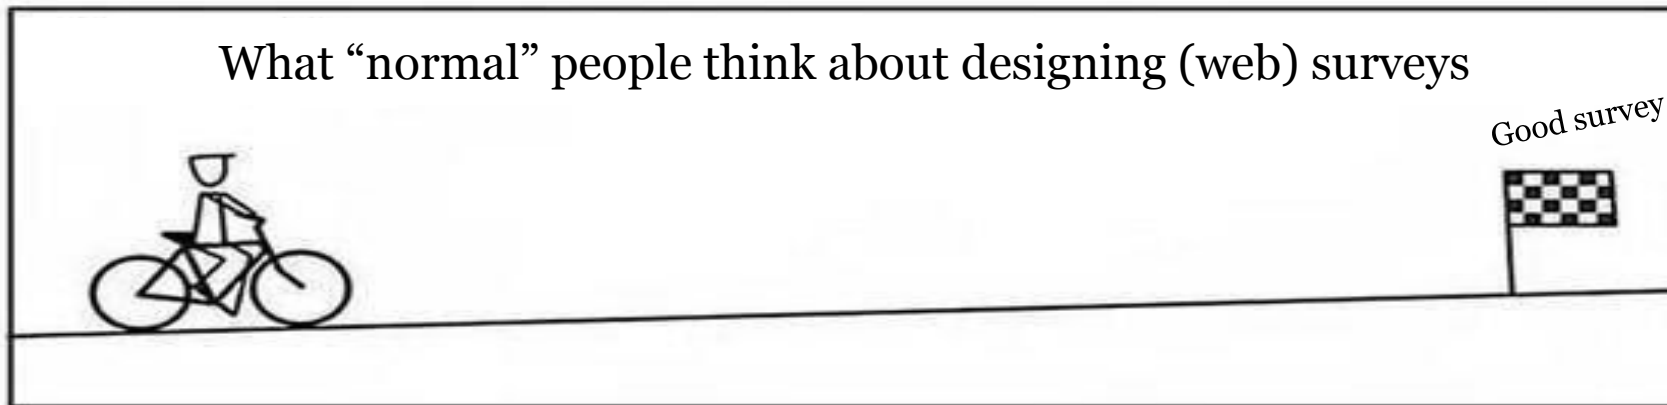 What “normal” people think about designing (web) surveys
Good survey